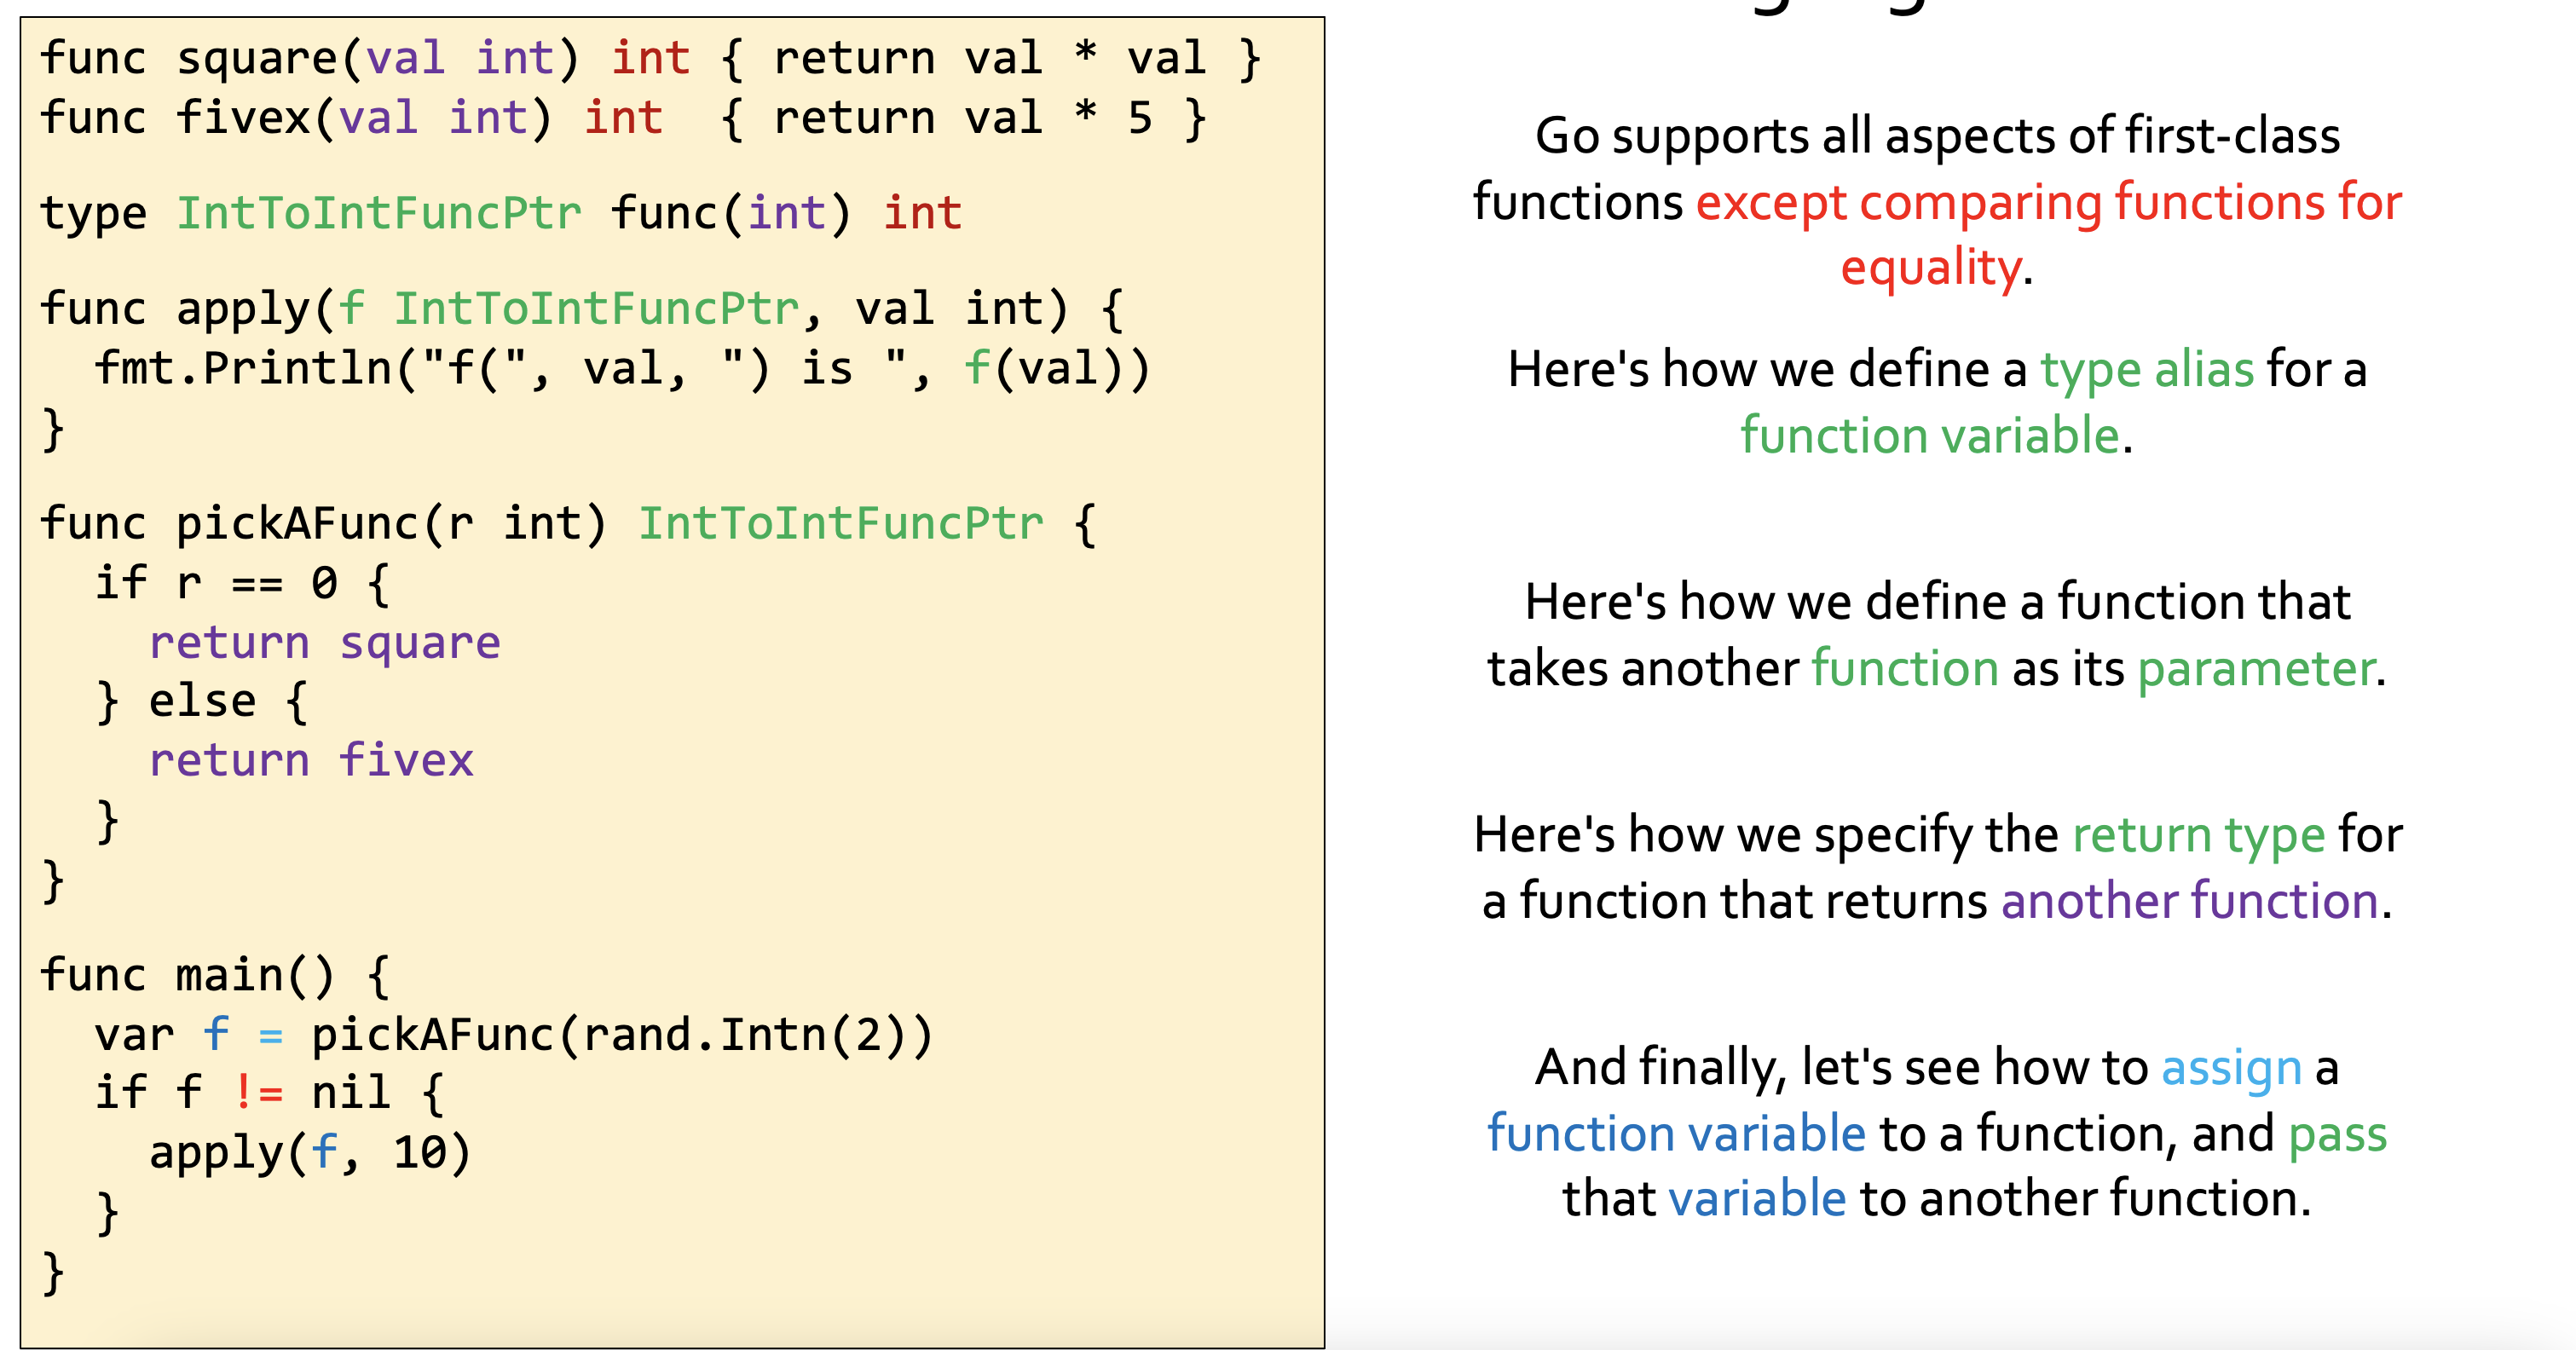 func square(val int) int { return val * val }
func fivex(val int) int  { return val * 5 }
type IntToIntFuncPtr func(int) int
func apply(f IntToIntFuncPtr, val int) {
  fmt.Println("f(", val, ") is ", f(val))
}
func pickAFunc(r int) IntToIntFuncPtr {
  if r == 0 {
    return square
  } else {
    return fivex
  }
}
func main() {
  var f = pickAFunc(rand.Intn(2))
  if f != nil {
    apply(f, 10)
  }
}
Go supports all aspects of first-class
functions except comparing functions for
equality.
Here's how we define a type alias for a
function variable.
Here's how we define a function that
takes another function as its parameter.
Here's how we specify the return type for
a function that returns another function.
And finally, let's see how to assign a
function variable to a function, and pass
that variable to another function.